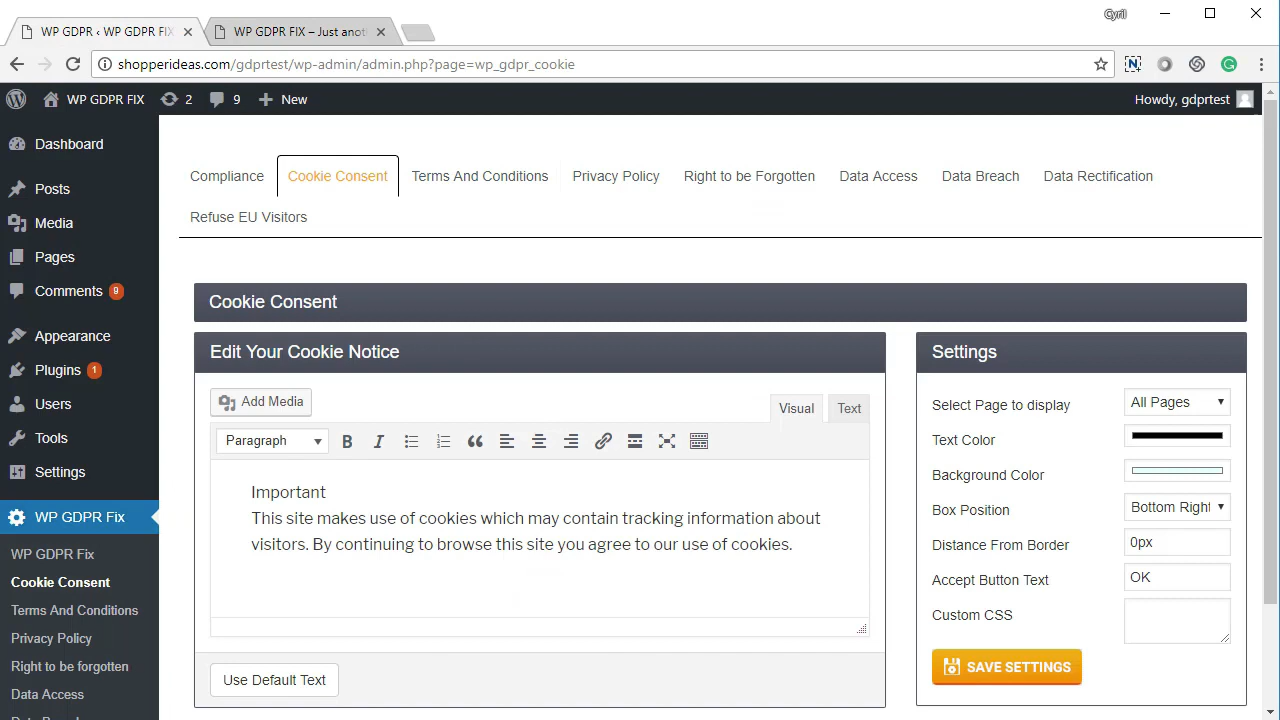 Cyril
WP GDPR ‹ WP GDPR FIX
WP GDPR FIX – Just anot
shopperideas.com/gdprtest/wp-admin/admin.php?page=wp_gdpr_cookie
WP GDPR FIX 2 9 New Howdy, gdprtest
Dashboard
Posts
Media
Pages
Comments 9
Appearance
Plugins 1
Users
Tools
Settings
WP GDPR Fix
WP GDPR Fix
Cookie Consent
Terms And Conditions
Privacy Policy
Right to be forgotten
Data Access
Compliance Cookie Consent Terms And Conditions Privacy Policy Right to be Forgotten Data Access Data Breach Data Rectification
Refuse EU Visitors
Cookie Consent
Edit Your Cookie Notice
Add Media
Visual Text
Paragraph B I
Important
This site makes use of cookies which may contain tracking information about
visitors. By continuing to browse this site you agree to our use of cookies.
Use Default Text
Settings
Select Page to display All Pages
Text Color
Background Color
Box Position Bottom Right
Distance From Border 0px
Accept Button Text OK
Custom CSS
SAVE SETTINGS